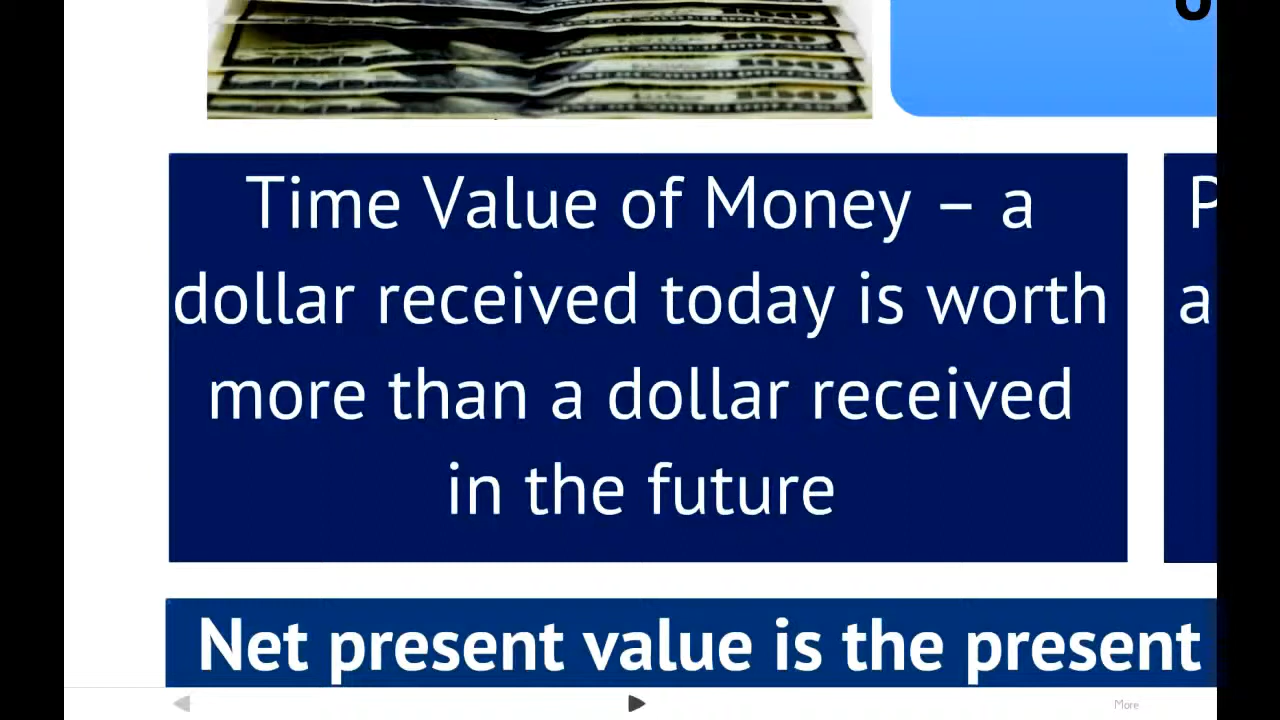 Time Value of Money – a
dollar received today is worth
more than a dollar received
in the future
P
a
Net present value is the present
More